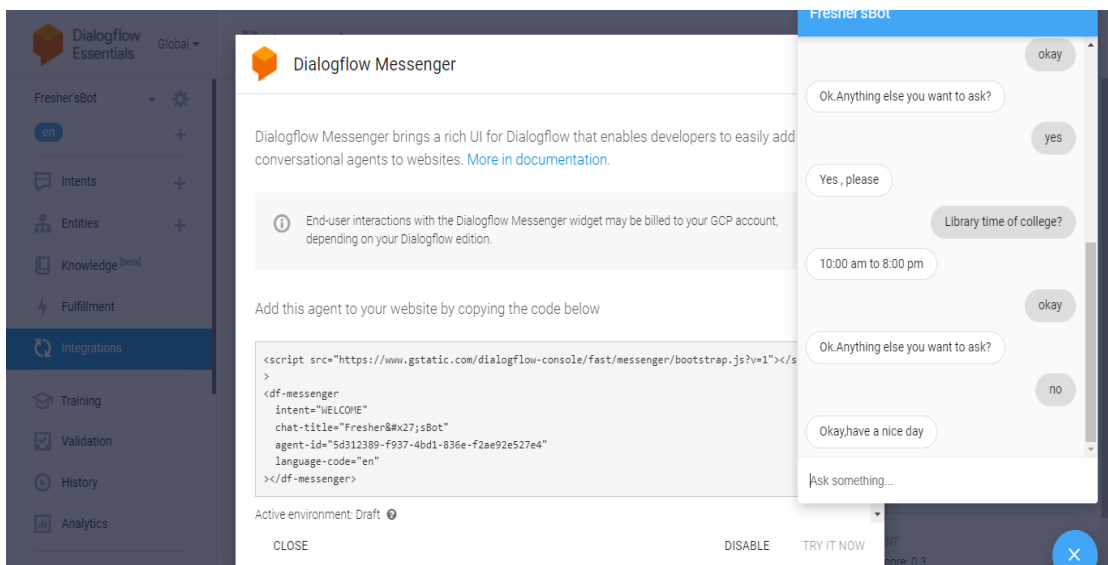 Dialogflow
Essentials
Global
Fresher'sBot
en
Intents
Entities
Knowledge [beta]
Fulfillment
Integrations
Training
Validation
History
Analytics
Dialogflow Messenger
Dialogflow Messenger brings a rich UI for Dialogflow that enables developers to easily add
conversational agents to websites. More in documentation.
End-user interactions with the Dialogflow Messenger widget may be billed to your GCP account,
depending on your Dialogflow edition.
Add this agent to your website by copying the code below
<script src="https://www.gstatic.com/dialogflow-console/fast/messenger/bootstrap.js?v=1"></s
>
<df-messenger
intent="WELCOME"
chat-title="Fresher&#x27;sBot"
agent-id="5d312389-f937-4bd1-836e-f2ae92e527e4"
language-code="en"
></df-messenger>
Active environment: Draft
CLOSE
DISABLE
TRY IT NOW
Fresher'sBot
okay
Ok.Anything else you want to ask?
yes
Yes , please
Library time of college?
10:00 am to 8:00 pm
okay
Ok.Anything else you want to ask?
no
Okay,have a nice day
Ask something...